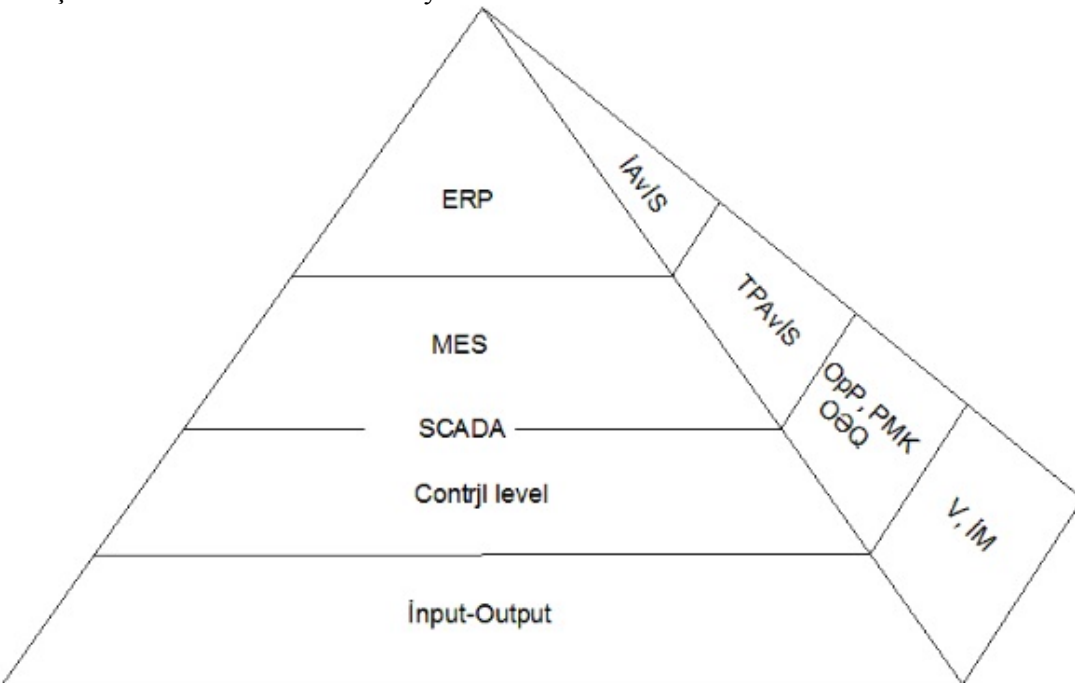 ERP
MES
SCADA
Contrjl level
İnput-Output
İAvİS
TPAvİS
OpP, PMK
OƏQ
V, İM